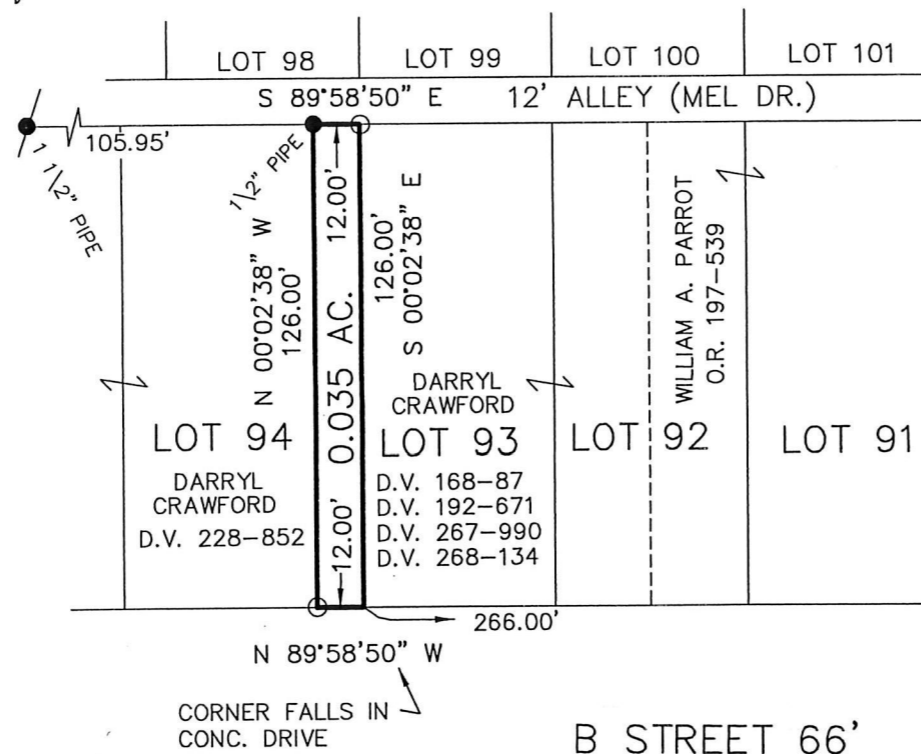 LOT 98
LOT 99
LOT 100
LOT 101
S 89°58'50" E
12' ALLEY (MEL DR.)
105.95'
1 1\2" PIPE
1\2" PIPE
N 00°02'38" W
126.00'
12.00'
0.035 AC.
12.00'
126.00'
S 00°02'38" E
WILLIAM A. PARROT
O.R. 197-539
LOT 94
DARRYL
CRAWFORD
D.V. 228-852
DARRYL
CRAWFORD
LOT 93
D.V. 168-87
D.V. 192-671
D.V. 267-990
D.V. 268-134
LOT 92
LOT 91
266.00'
N 89°58'50" W
CORNER FALLS IN
CONC. DRIVE
B STREET 66'